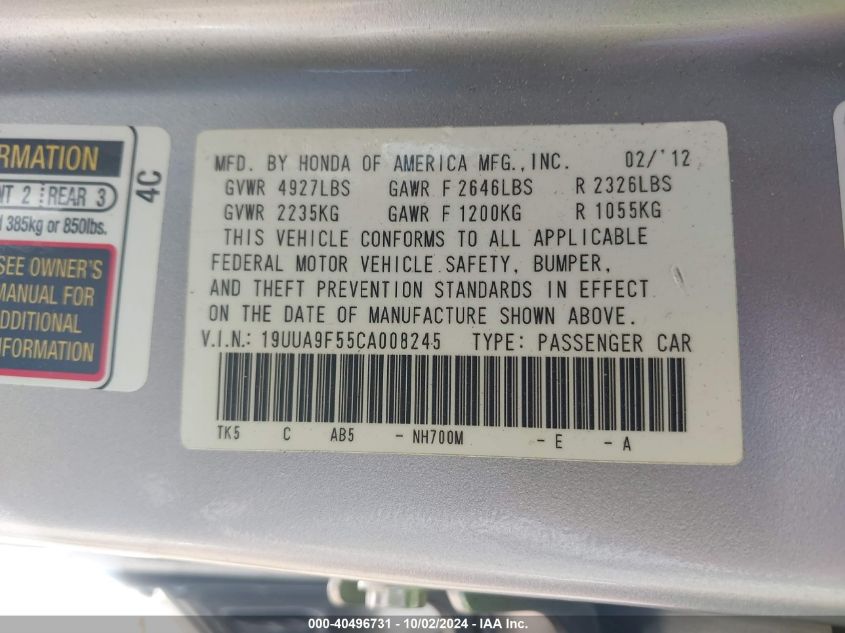 RMATION
NT 2 REAR 3
385kg or 850lbs.
SEE OWNER'S
MANUAL FOR
ADDITIONAL
INFORMATION
4C
MFD. BY HONDA OF AMERICA MFG.,INC. 02/'12
GVWR 4927LBS GAWR F 2646LBS R 2326LBS
GVWR 2235KG GAWR F 1200KG R 1055KG
THIS VEHICLE CONFORMS TO ALL APPLICABLE
FEDERAL MOTOR VEHICLE SAFETY, BUMPER,
AND THEFT PREVENTION STANDARDS IN EFFECT
ON THE DATE OF MANUFACTURE SHOWN ABOVE.
V.I.N.: 19UUA9F55CA008245 TYPE: PASSENGER CAR
TK5 C AB5 - NH700M - E - A
000-40496731 - 10/02/2024 - IAA Inc.